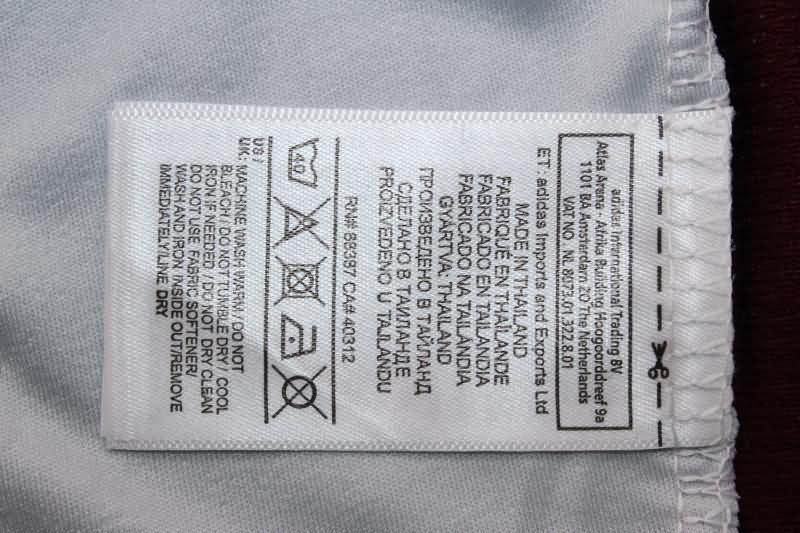 adidas International Trading BV
Atlas Arena - Afrika Building Hoogoorddreef 9a
1101 BA Amsterdam ZO The Netherlands
VAT NO. NL 8073.01.322.B.01
ET : adidas Imports and Exports Ltd
MADE IN THAILAND
FABRIQUÉ EN THAÏLANDE
FABRICADO EN TAILANDIA
FABRICADO NA TAILÂNDIA
GYÁRTVA THAILAND
ПРОИЗВЕДЕНО В ТАЙЛАНД
СДЕЛАНО В ТАИЛАНДЕ
PROIZVEDENO U TAJLANDU
RN# 88387 CA# 40312
40
US /
UK: MACHINE WASH WARM / DO NOT
BLEACH / DO NOT TUMBLE DRY / COOL
IRON IF NEEDED / DO NOT DRY CLEAN
DO NOT USE FABRIC SOFTENER/
WASH AND IRON INSIDE OUT/REMOVE
IMMEDIATELY/LINE DRY